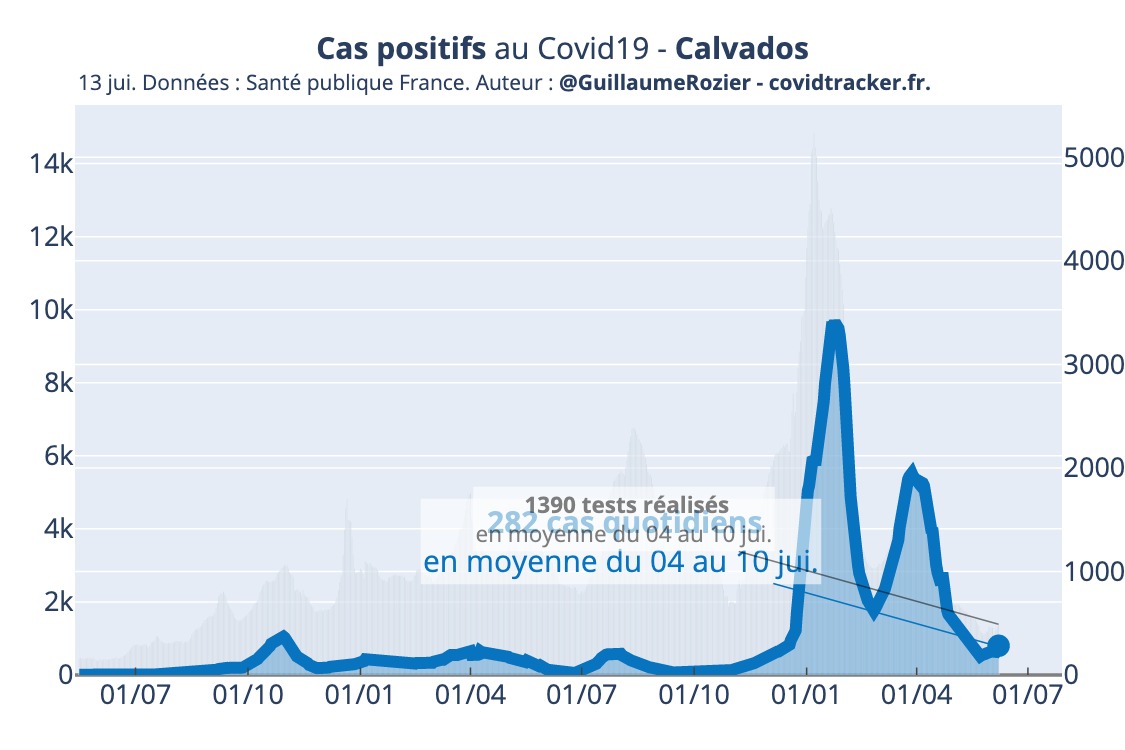 Cas positifs au Covid19 - Calvados
13 jui. Données : Santé publique France. Auteur : @GuillaumeRozier - covidtracker.fr.
14k
12k
10k
8k
6k
4k
2k
0
5000
4000
3000
2000
1000
0
1390 tests réalisés
282 cas quotidiens
en moyenne du 04 au 10 jui.
en moyenne du 04 au 10 jui.
01/07 01/10 01/01 01/04 01/07 01/10 01/01 01/04 01/07